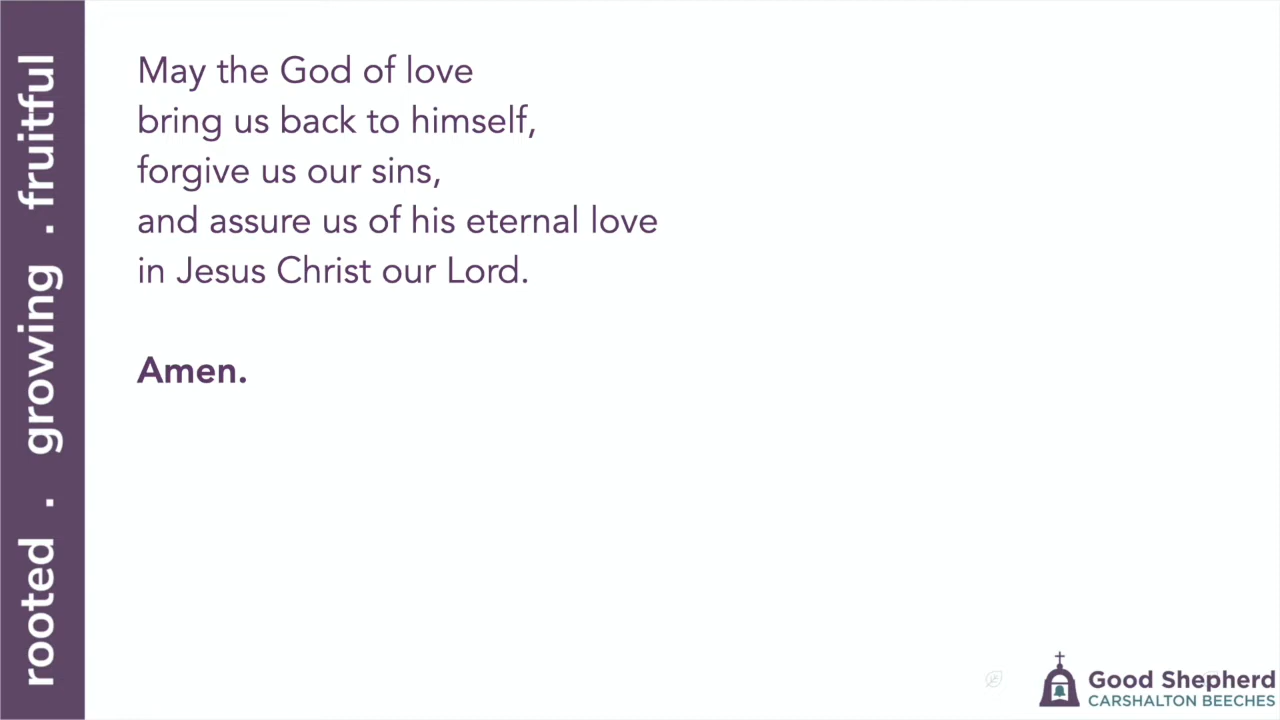 rooted . growing . fruitful
May the God of love
bring us back to himself,
forgive us our sins,
and assure us of his eternal love
in Jesus Christ our Lord.
Amen.
Good Shepherd
CARSHALTON BEECHES